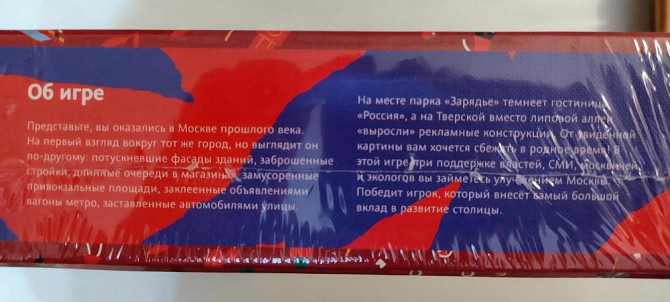 Об игре
Представьте, вы оказались в Москве прошлого века.
На первый взгляд вокруг тот же город, но выглядит он
по-другому: потускневшие фасады зданий, заброшенные
стройки, длинные очереди в магазинах, замусоренные
привокзальные площади, заклеенные объявлениями
вагоны метро, заставленные автомобилями улицы.
На месте парка «Зарядье» темнеет гостиница
«Россия», а на Тверской вместо липовой аллеи
«выросли» рекламные конструкции. От увиденной
картины вам хочется сбежать в родное время! В
этой игре при поддержке властей, СМИ, москвичей
и экологов вы займетесь улучшением Москвы.
Победит игрок, который внесёт самый большой
вклад в развитие столицы.